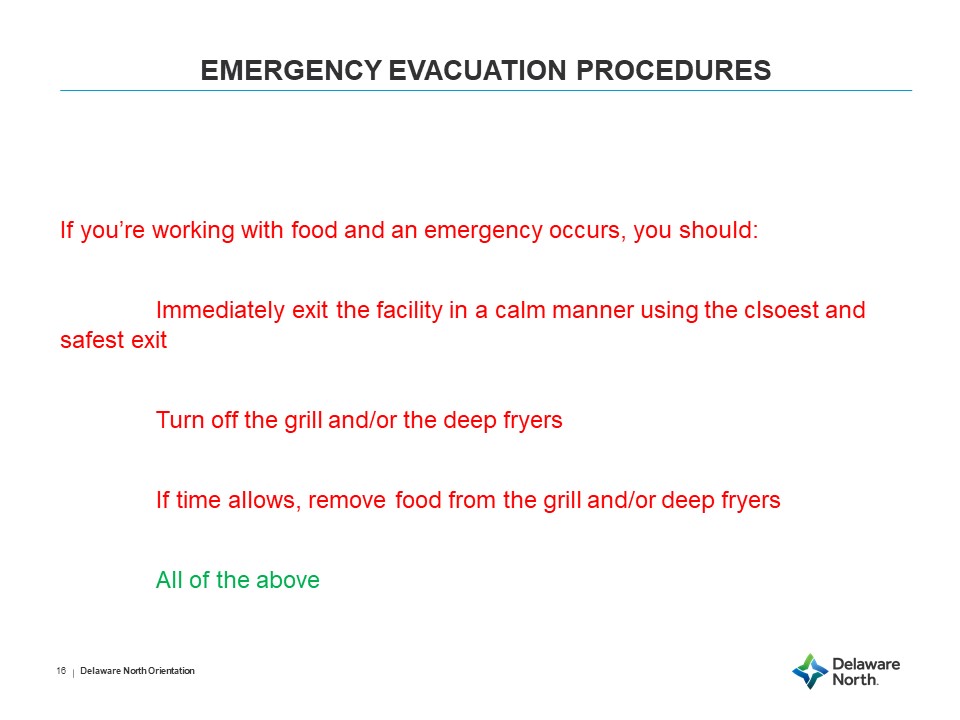 EMERGENCY EVACUATION PROCEDURES
If you're working with food and an emergency occurs, you should:
Immediately exit the facility in a calm manner using the clsoest and
safest exit
Turn off the grill and/or the deep fryers
If time allows, remove food from the grill and/or deep fryers
All of the above
16 | Delaware North Orientation
Delaware
North.